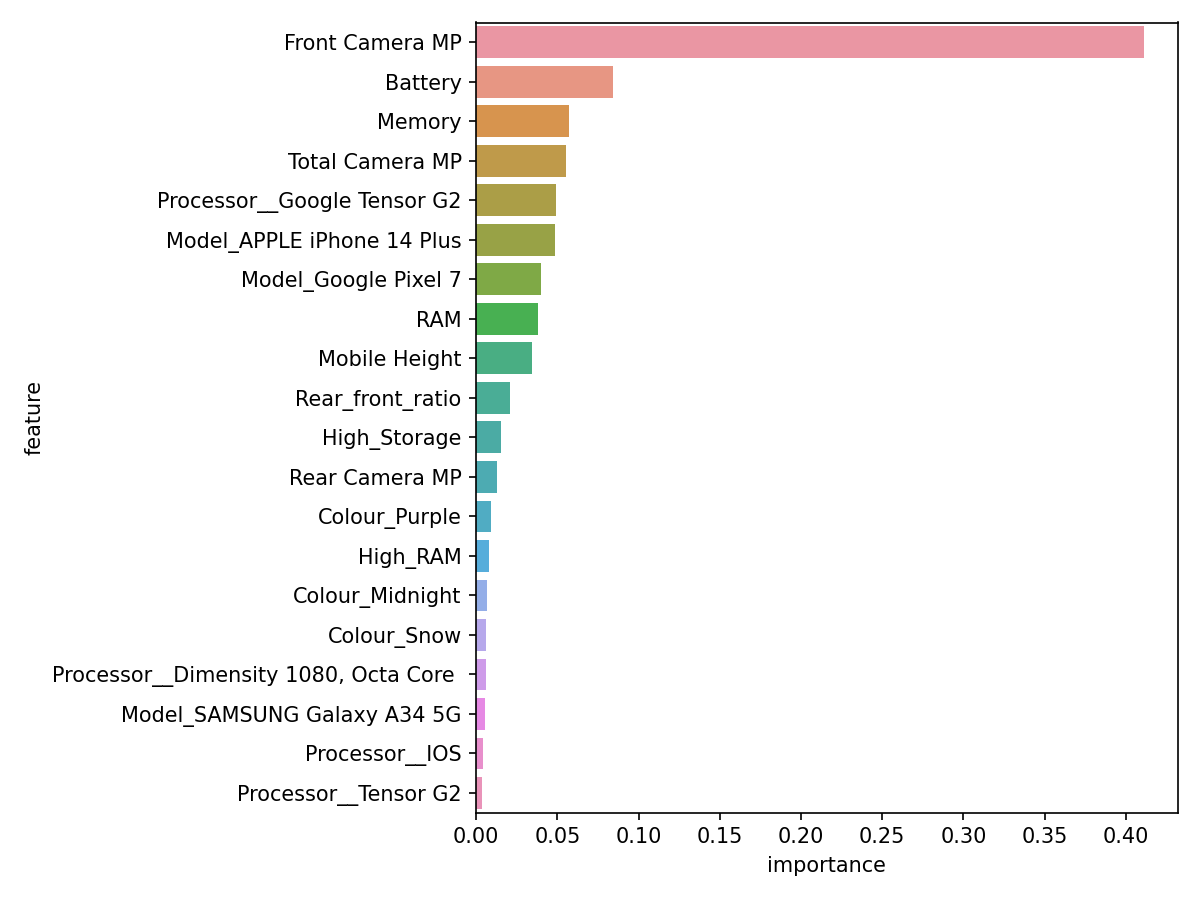 Front Camera MP
Battery
Memory
Total Camera MP
Processor__Google Tensor G2
Model_APPLE iPhone 14 Plus
Model_Google Pixel 7
RAM
Mobile Height
Rear_front_ratio
High_Storage
Rear Camera MP
Colour_Purple
High_RAM
Colour_Midnight
Colour_Snow
Processor__Dimensity 1080, Octa Core
Model_SAMSUNG Galaxy A34 5G
Processor__IOS
Processor__Tensor G2
feature
0.00 0.05 0.10 0.15 0.20 0.25 0.30 0.35 0.40
importance